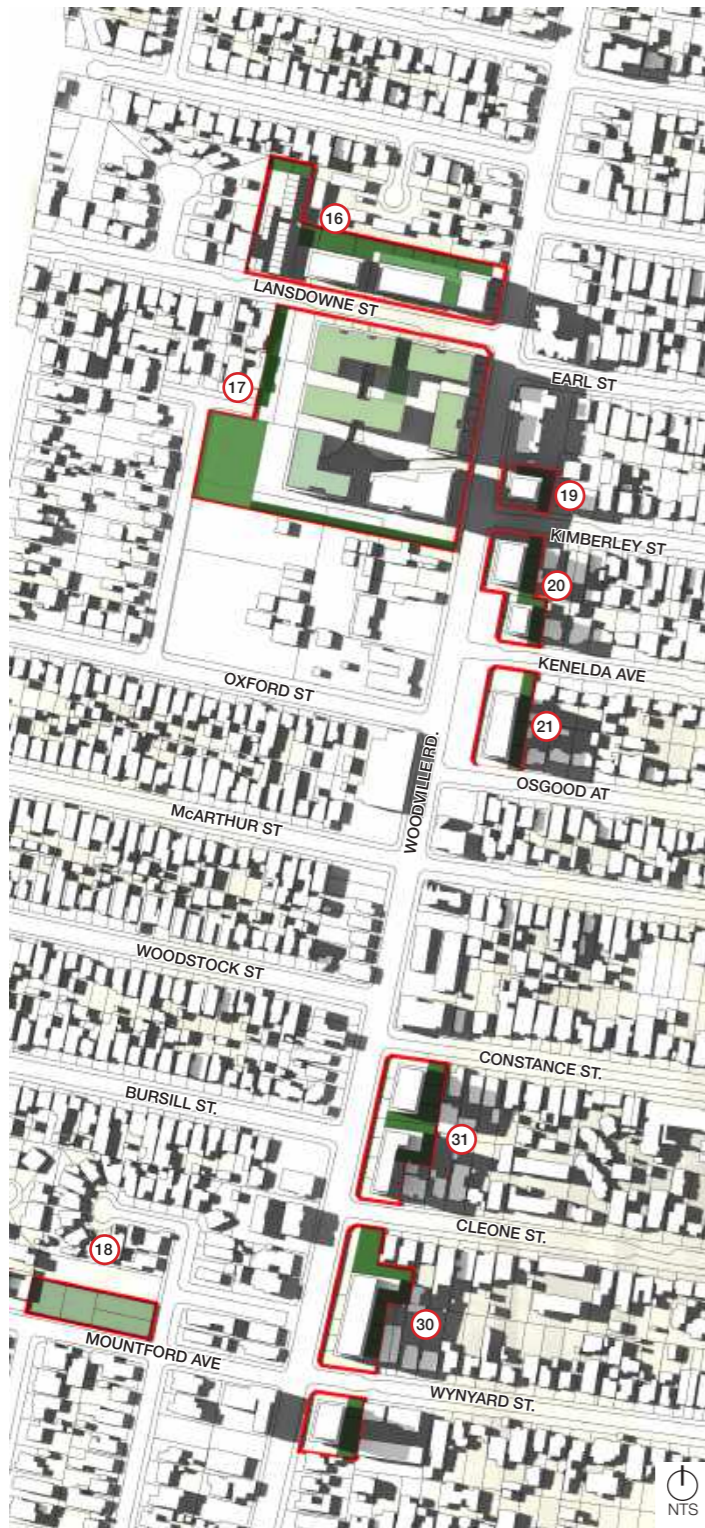 16
LANSDOWNE ST
17
EARL ST
19
KIMBERLEY ST
20
KENELDA AVE
OXFORD ST
21
WOODVILLE RD.
OSGOOD AT
McARTHUR ST
WOODSTOCK ST
CONSTANCE ST.
BURSILL ST.
31
CLEONE ST.
18
30
MOUNTFORD AVE
WYNYARD ST.
NTS